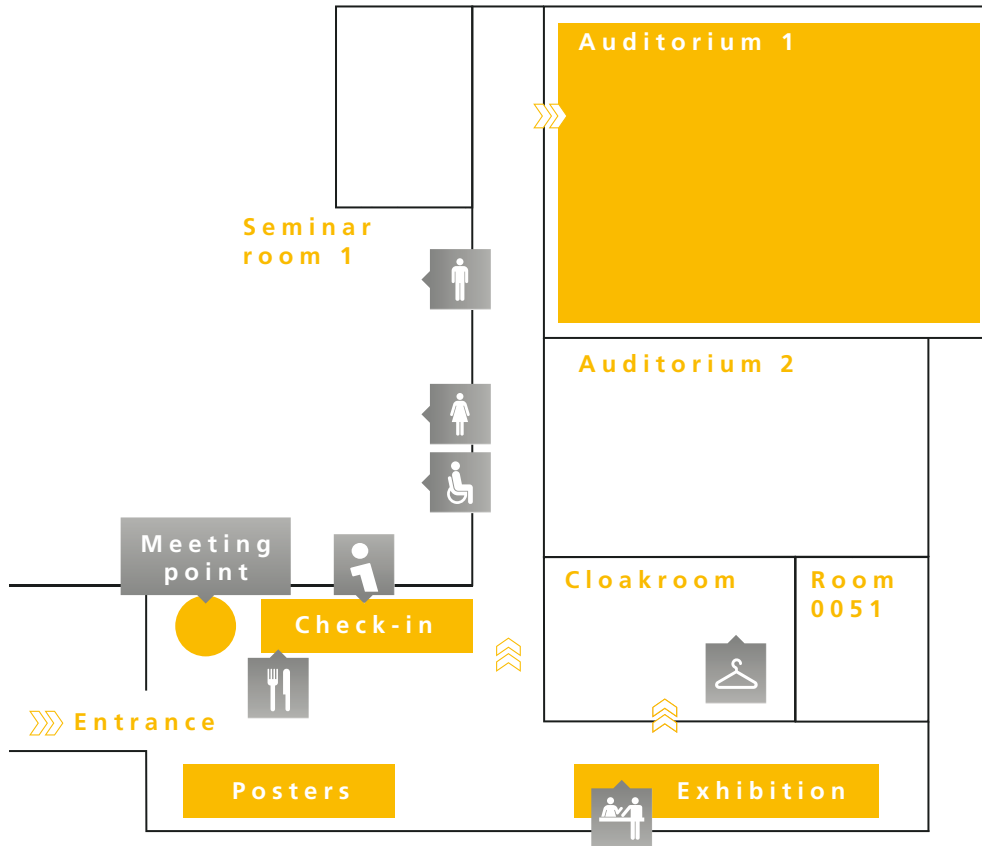 Auditorium 1
Seminar
room 1
Auditorium 2
Meeting
point
Cloakroom
Room
0051
Check-in
Entrance
Posters
Exhibition